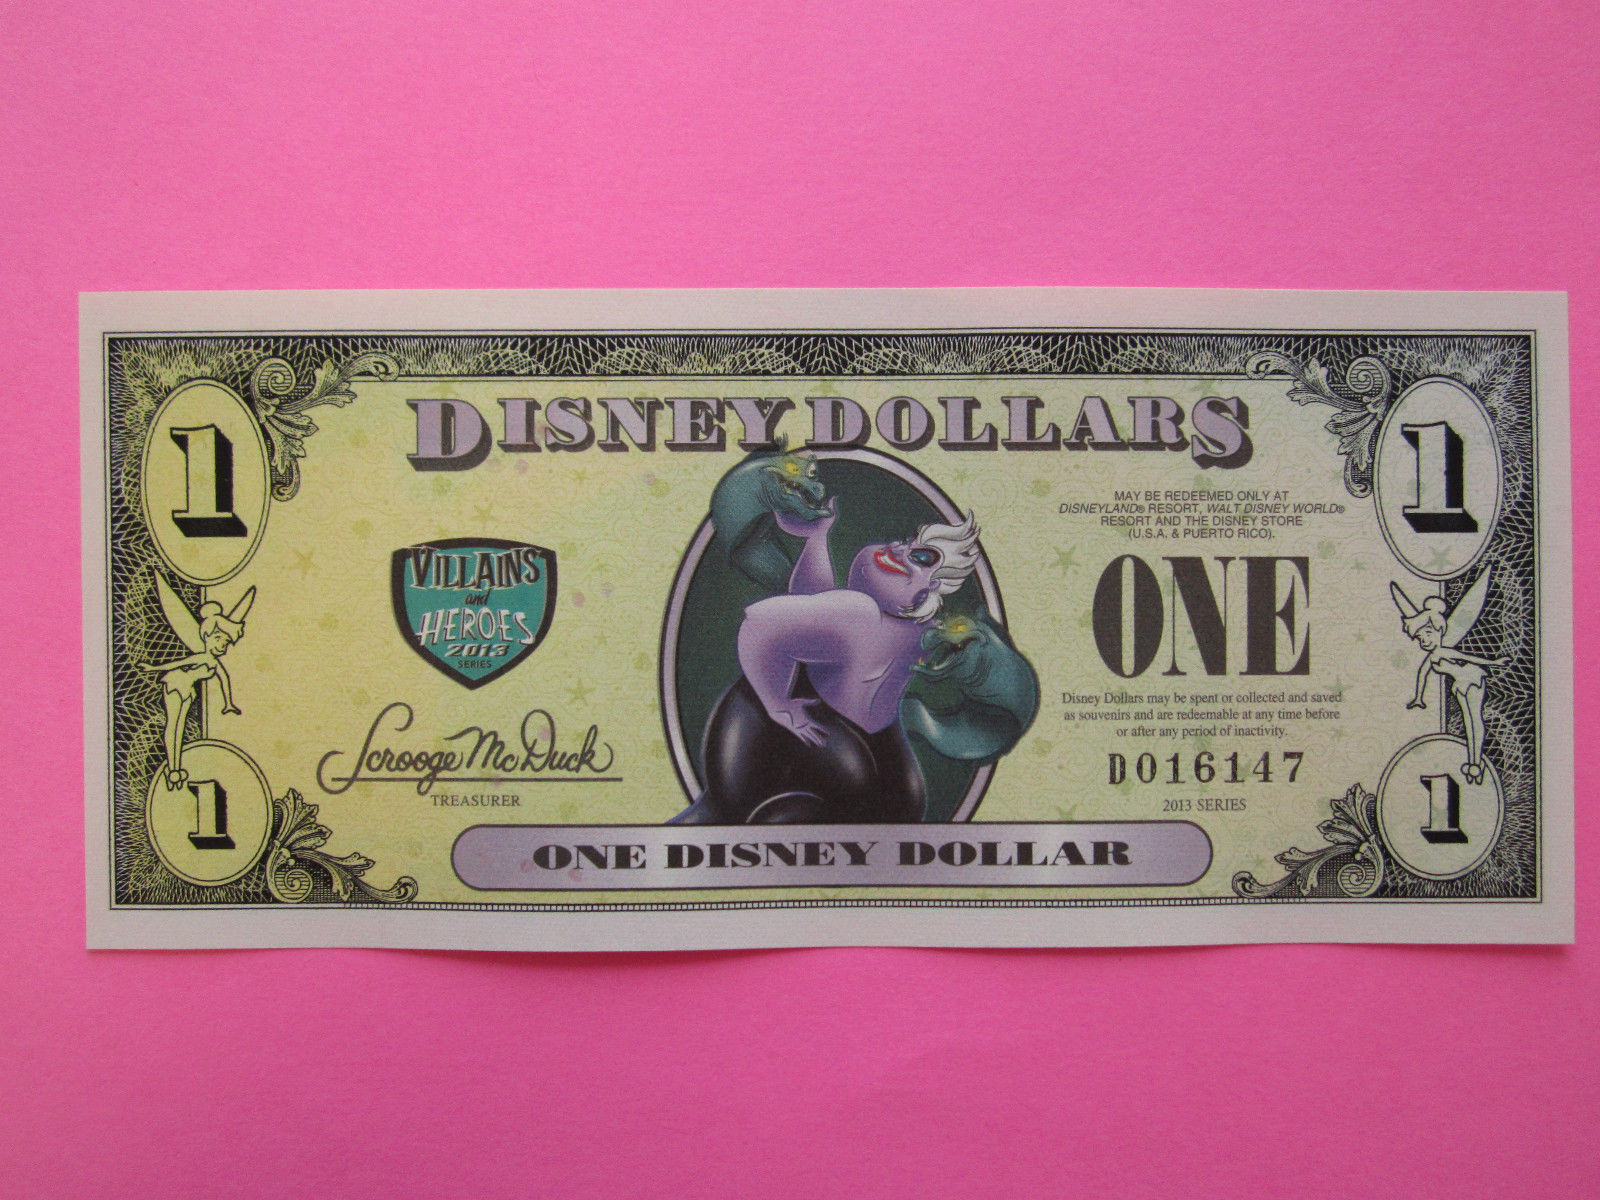 DISNEY DOLLARS
1
1
VILLAINS
and
HEROES
2013
SERIES
Scrooge McDuck
TREASURER
MAY BE REDEEMED ONLY AT
DISNEYLAND® RESORT, WALT DISNEY WORLD®
RESORT AND THE DISNEY STORE
(U.S.A. & PUERTO RICO).
ONE
Disney Dollars may be spent or collected and saved
as souvenirs and are redeemable at any time before
or after any period of inactivity.
D016147
2013 SERIES
1
1
ONE DISNEY DOLLAR